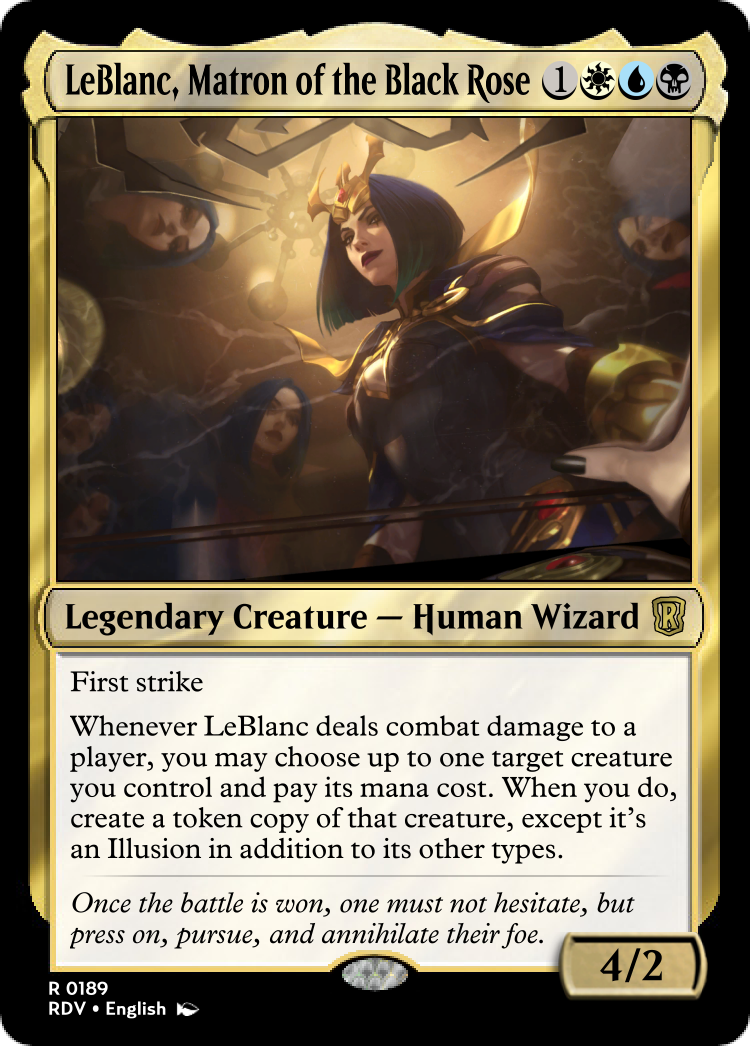 LeBlanc, Matron of the Black Rose 1
Legendary Creature — Human Wizard R
First strike
Whenever LeBlanc deals combat damage to a
player, you may choose up to one target creature
you control and pay its mana cost. When you do,
create a token copy of that creature, except it's
an Illusion in addition to its other types.
Once the battle is won, one must not hesitate, but
press on, pursue, and annihilate their foe.
4/2
R 0189
RDV • English